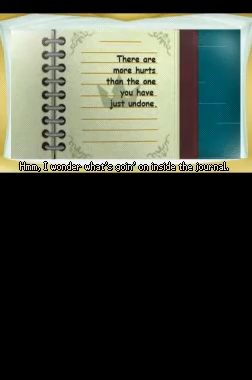 There are
more hurts
than the one
you have
just undone.
Hmm, I wonder what's goin' on inside the journal.